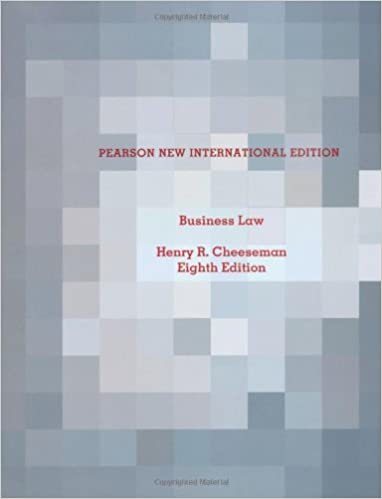 Copyrighted Material
PEARSON NEW INTERNATIONAL EDITION
Business Law
Henry R. Cheeseman
Eighth Edition
Copyrighted Material